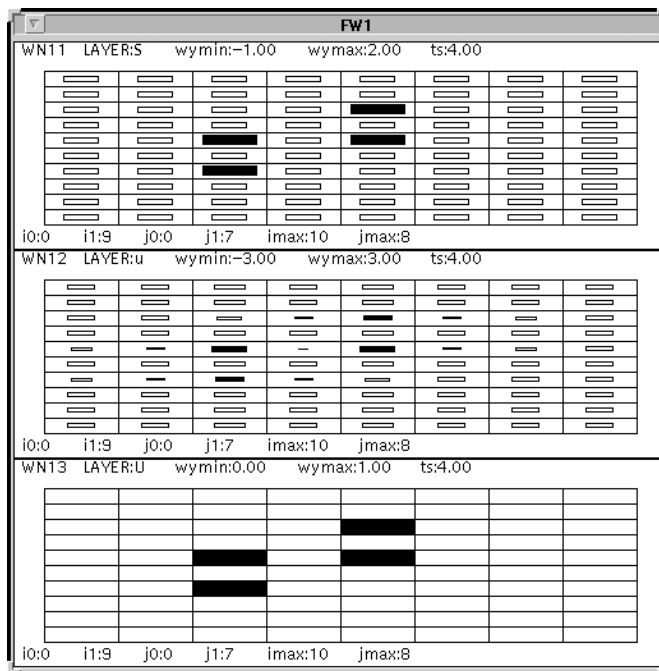 FW1
WN11 LAYER:S wymin:−1.00 wymax:2.00 ts:4.00
i0:0 i1:9 j0:0 j1:7 imax:10 jmax:8
WN12 LAYER:u wymin:−3.00 wymax:3.00 ts:4.00
i0:0 i1:9 j0:0 j1:7 imax:10 jmax:8
WN13 LAYER:U wymin:0.00 wymax:1.00 ts:4.00
i0:0 i1:9 j0:0 j1:7 imax:10 jmax:8